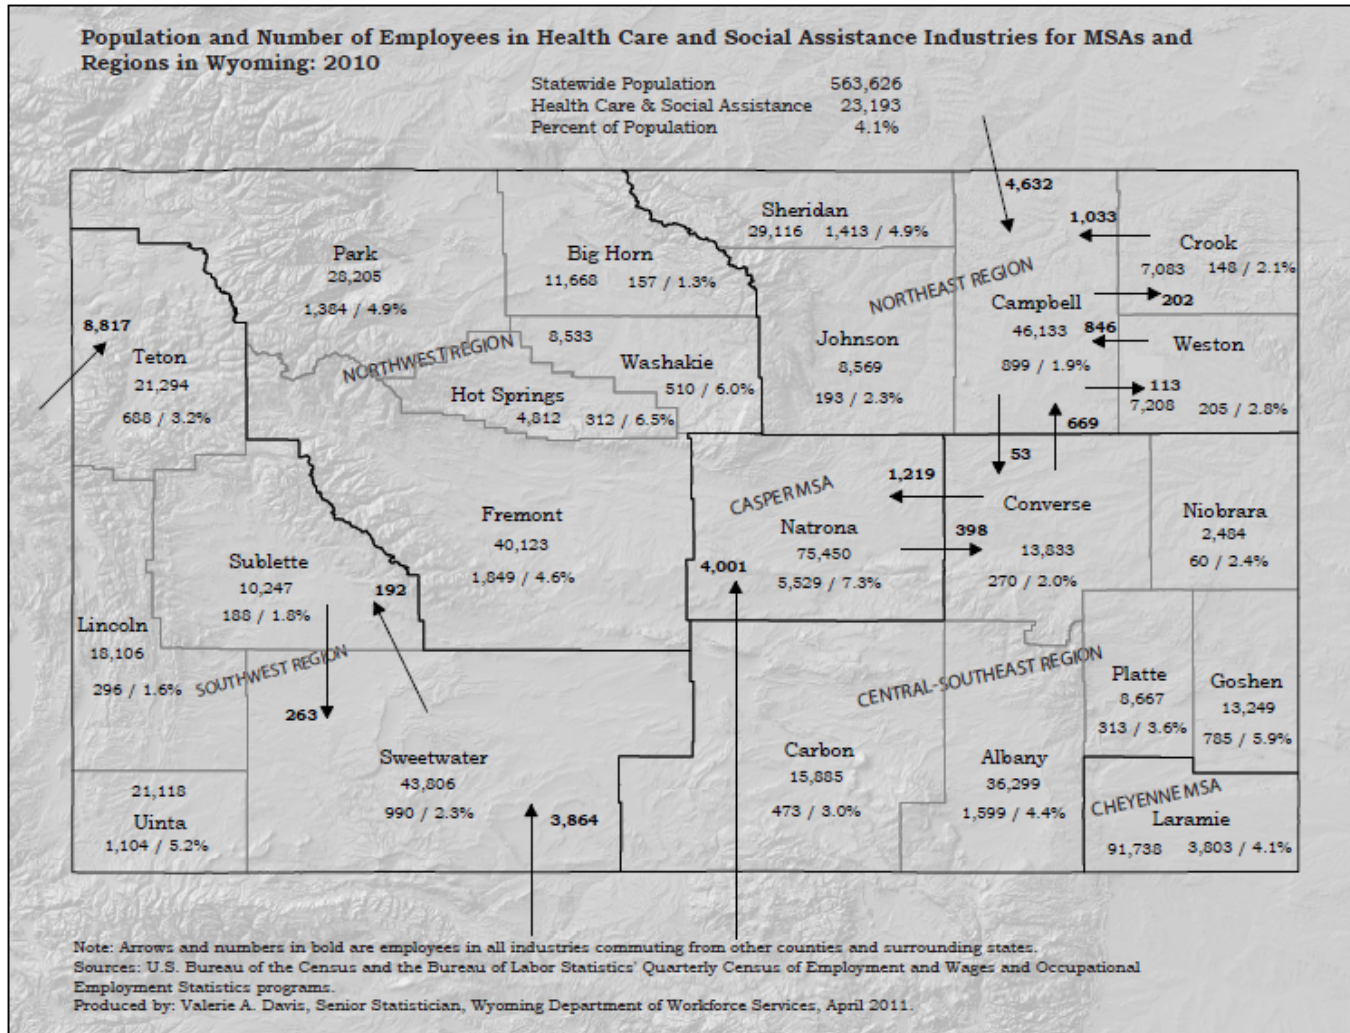 Population and Number of Employees in Health Care and Social Assistance Industries for MSAs and
Regions in Wyoming: 2010
Statewide Population 563,626
Health Care & Social Assistance 23,193
Percent of Population 4.1%
4,632
Sheridan
29,116 1,413 / 4.9%
1,033
Crook
7,083 148 / 2.1%
202
Park
28,205
1,384 / 4.9%
Big Horn
11,668 157 / 1.3%
NORTHEAST REGION
Campbell
46,133
899 / 1.9%
846
Weston
113
7,208 205 / 2.8%
8,817
Teton
21,294
688 / 3.2%
NORTHWEST REGION
8,533
Washakie
510 / 6.0%
Hot Springs
4,812 312 / 6.5%
Johnson
8,569
193 / 2.3%
669
53
1,219
CASPER MSA
Natrona
75,450
5,529 / 7.3%
398
4,001
Converse
13,833
270 / 2.0%
Niobrara
2,484
60 / 2.4%
Fremont
40,123
1,849 / 4.6%
Sublette
10,247
188 / 1.8%
192
Lincoln
18,106
296 / 1.6%
SOUTHWEST REGION
263
CENTRAL-SOUTHEAST REGION
Platte
8,667
313 / 3.6%
Goshen
13,249
785 / 5.9%
Sweetwater
43,806
990 / 2.3%
3,864
Carbon
15,885
473 / 3.0%
Albany
36,299
1,599 / 4.4%
21,118
Uinta
1,104 / 5.2%
CHEYENNE MSA
Laramie
91,738 3,803 / 4.1%
Note: Arrows and numbers in bold are employees in all industries commuting from other counties and surrounding states.
Sources: U.S. Bureau of the Census and the Bureau of Labor Statistics' Quarterly Census of Employment and Wages and Occupational
Employment Statistics programs.
Produced by: Valerie A. Davis, Senior Statistician, Wyoming Department of Workforce Services, April 2011.